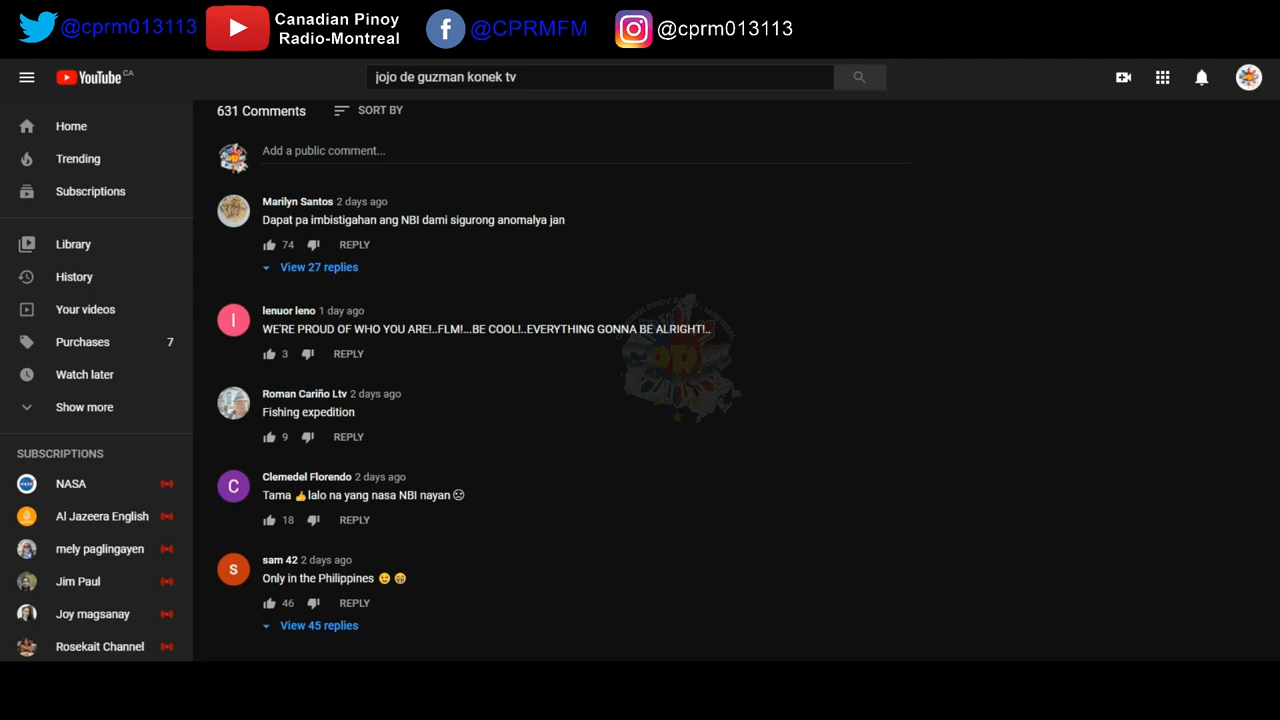 @cprm013113
Canadian Pinoy
Radio-Montreal
@CPRMFM
@cprm013113
YouTube CA
jojo de guzman konek tv
Home
Trending
Subscriptions
Library
History
Your videos
Purchases 7
Watch later
Show more
SUBSCRIPTIONS
NASA
Al Jazeera English
mely paglingayen
Jim Paul
Joy magsanay
Rosekait Channel
631 Comments SORT BY
Add a public comment...
Marilyn Santos 2 days ago
Dapat pa imbistigahan ang NBI dami sigurong anomalya jan
74 REPLY
View 27 replies
I
lenuor leno 1 day ago
WE'RE PROUD OF WHO YOU ARE!..FLM!...BE COOL!..EVERYTHING GONNA BE ALRIGHT!..
3 REPLY
Roman Cariño Ltv 2 days ago
Fishing expedition
9 REPLY
C
Clemedel Florendo 2 days ago
Tama 👍lalo na yang nasa NBI nayan☹
18 REPLY
S
sam 42 2 days ago
Only in the Philippines 😉 😁
46 REPLY
View 45 replies